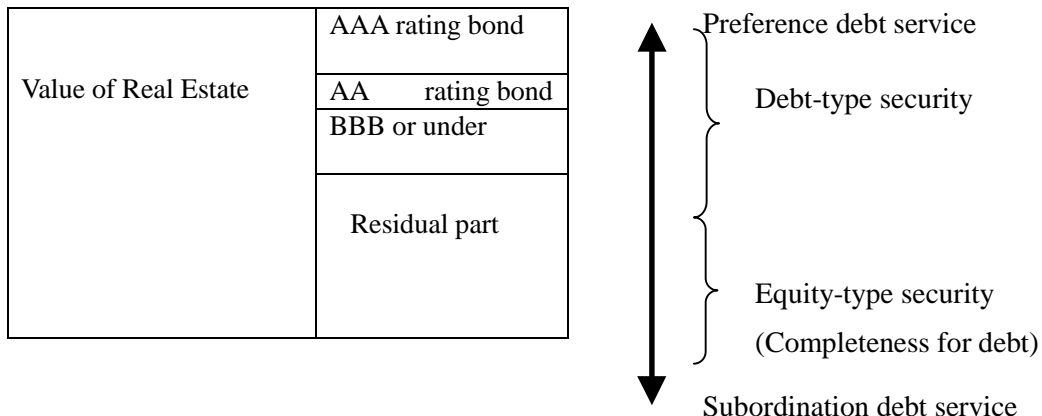 AAA rating bond
Value of Real Estate
AA rating bond
BBB or under
Residual part
Preference debt service
Debt-type security
Equity-type security
(Completeness for debt)
Subordination debt service